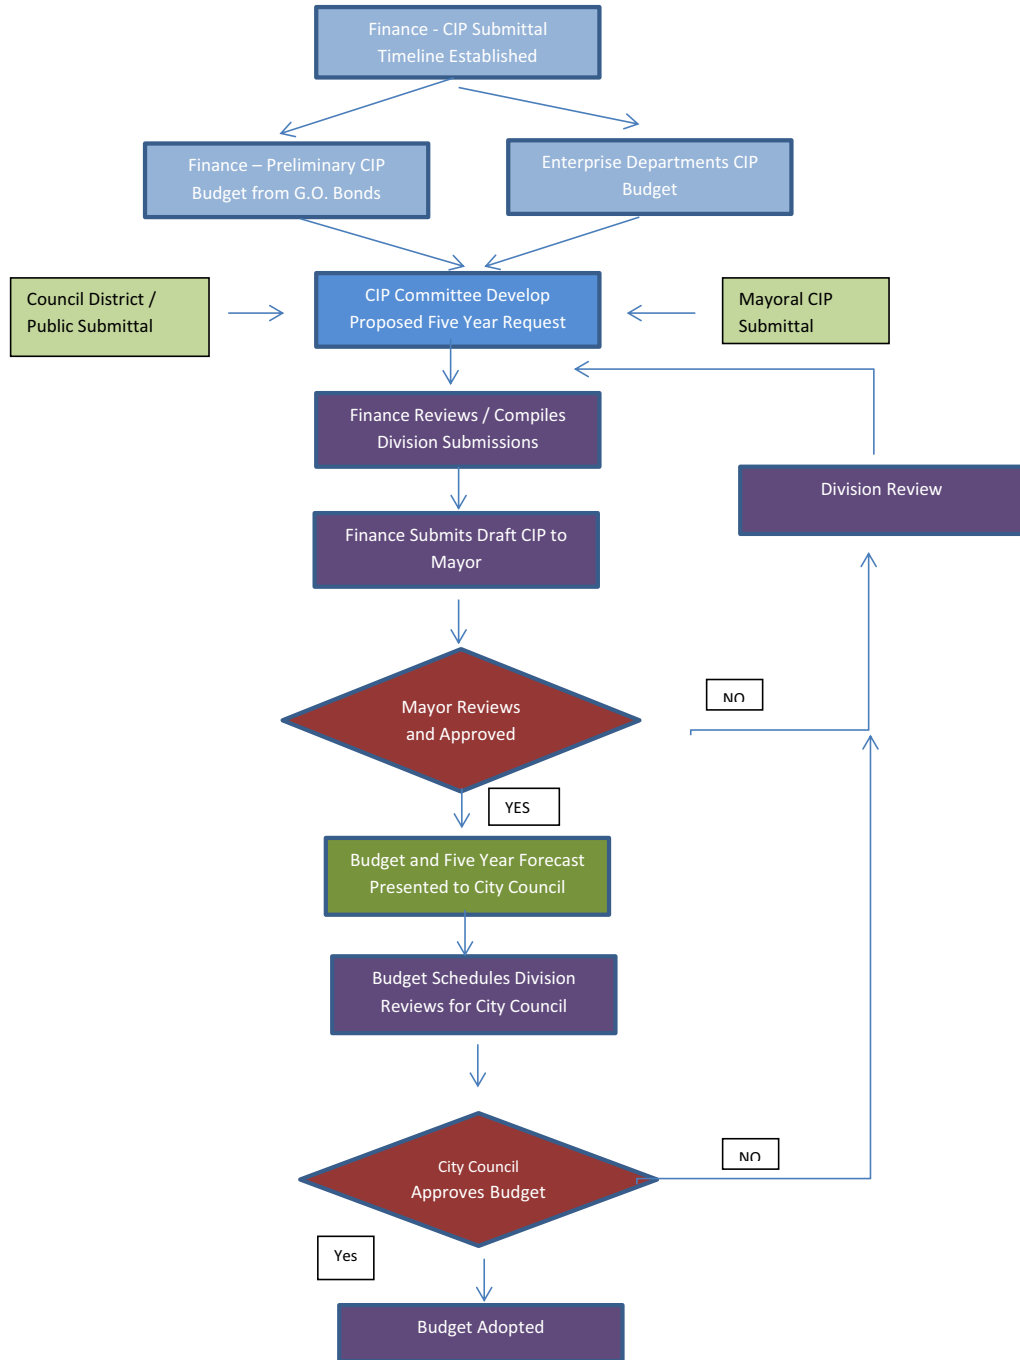 Finance - CIP Submittal
Timeline Established
Finance – Preliminary CIP
Budget from G.O. Bonds
Enterprise Departments CIP
Budget
Council District /
Public Submittal
CIP Committee Develop
Proposed Five Year Request
Mayoral CIP
Submittal
Finance Reviews / Compiles
Division Submissions
Division Review
Finance Submits Draft CIP to
Mayor
Mayor Reviews
and Approved
NO
YES
Budget and Five Year Forecast
Presented to City Council
Budget Schedules Division
Reviews for City Council
City Council
Approves Budget
NO
Yes
Budget Adopted